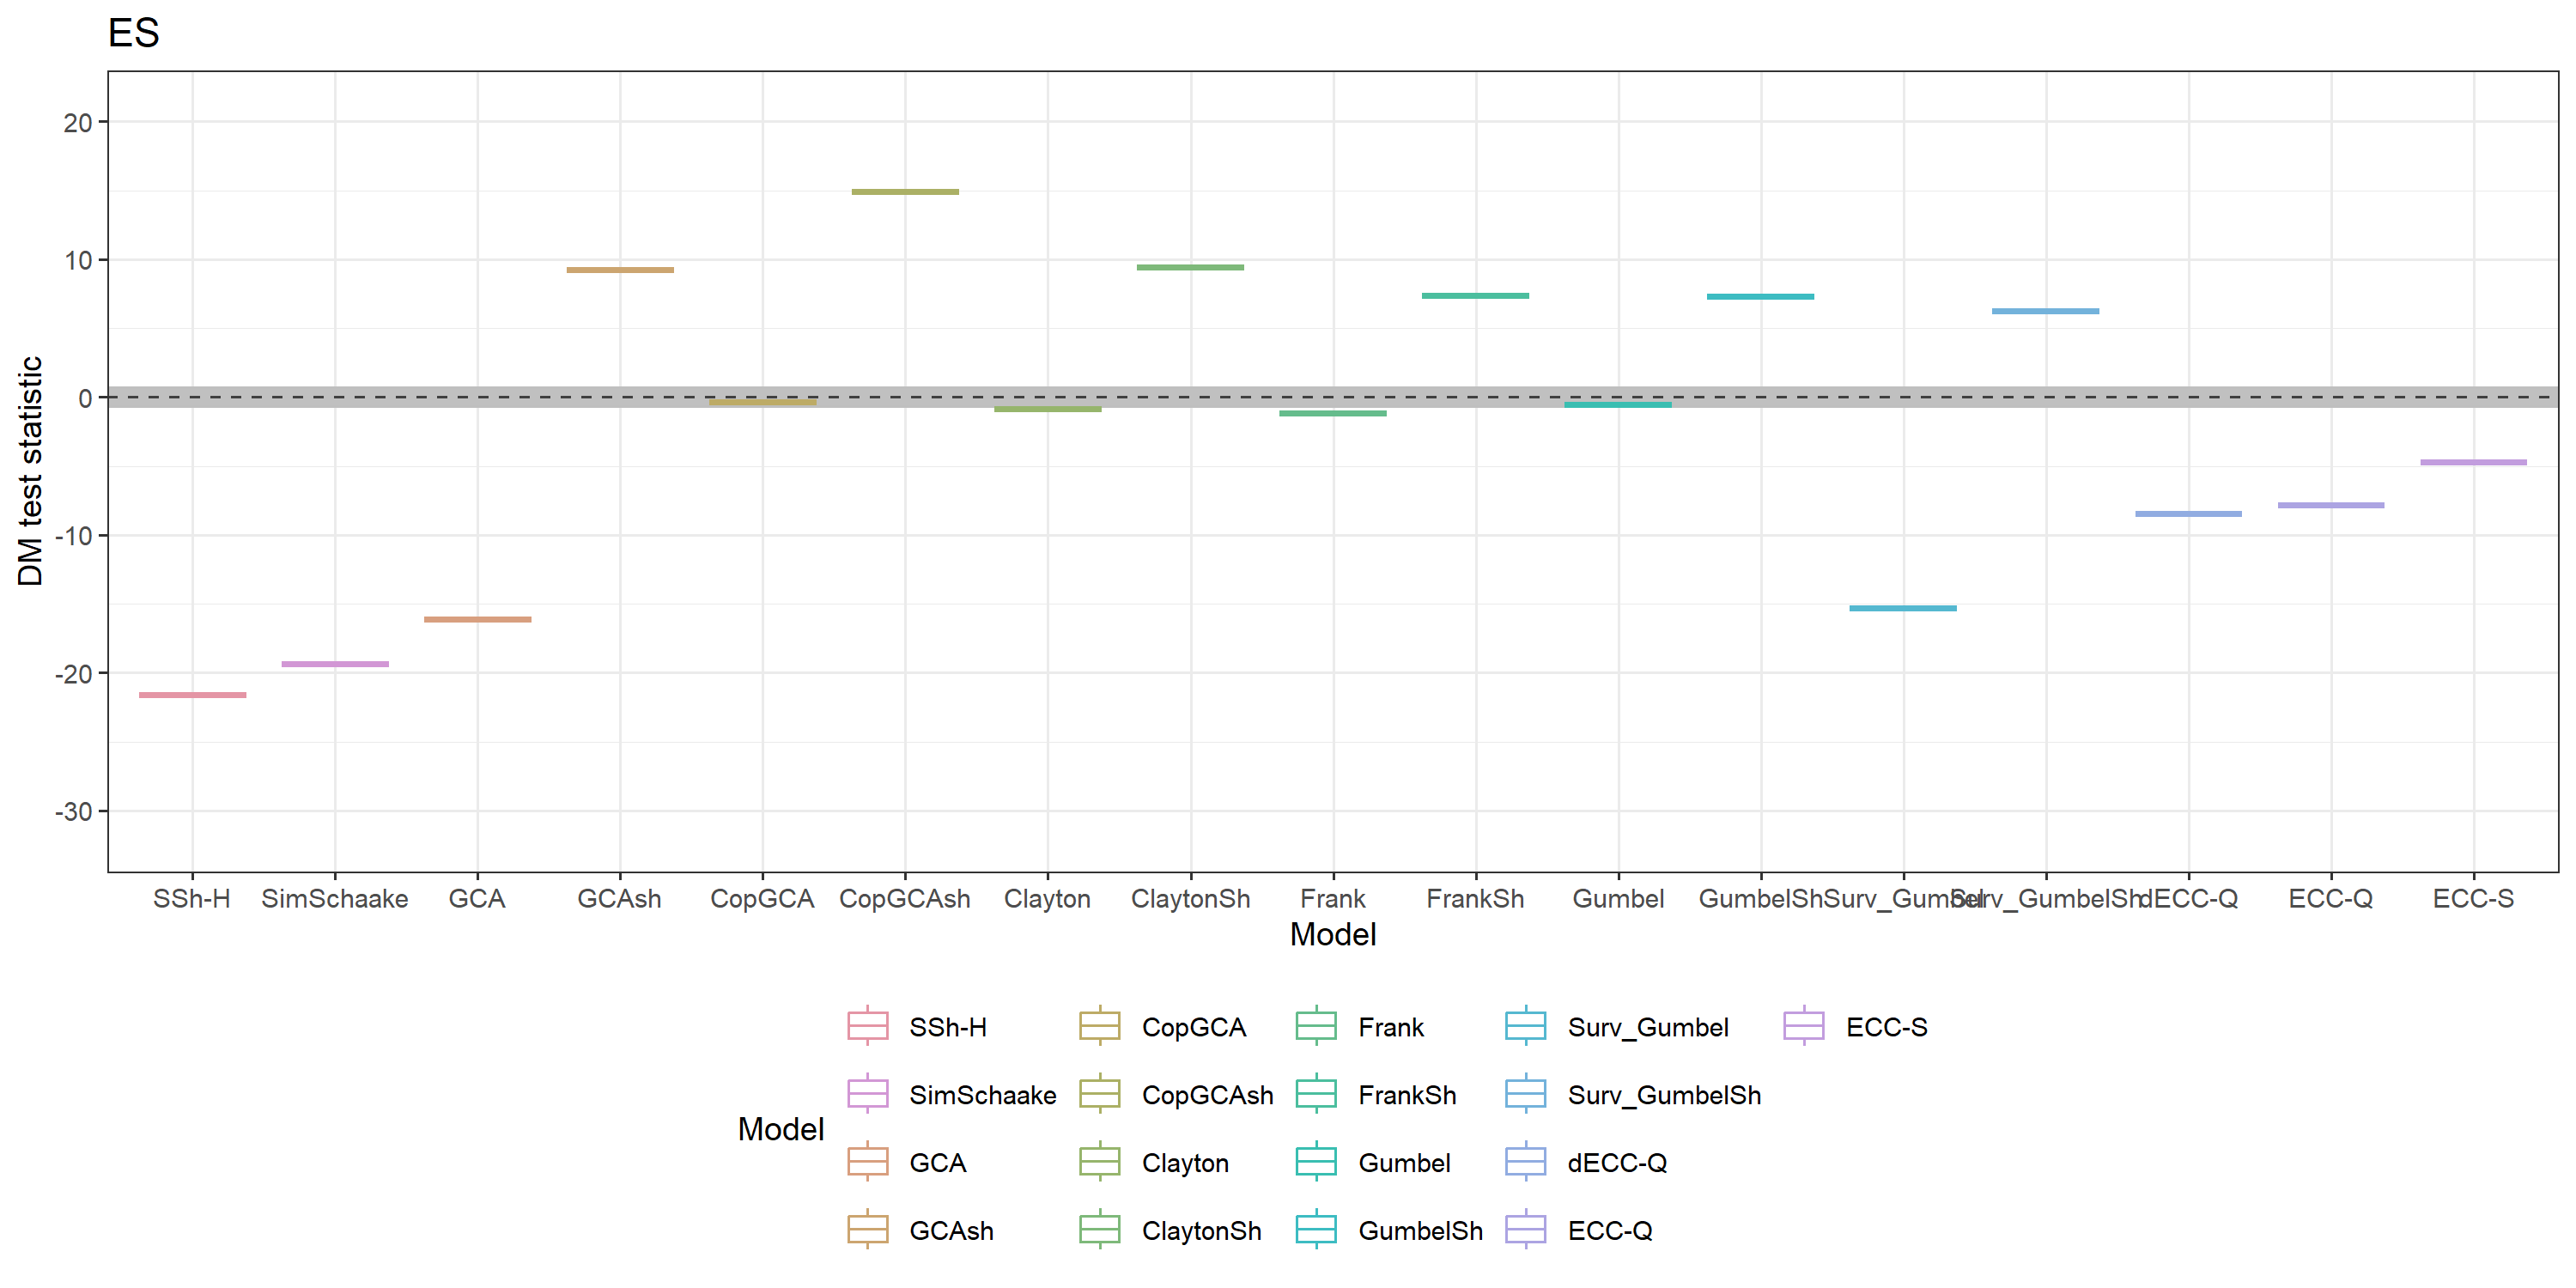 ES
20
10
0
-10
-20
-30
DM test statistic
SSh-H SimSchaake GCA GCAsh CopGCA CopGCAsh Clayton ClaytonSh Frank FrankSh Gumbel GumbelSh Surv_Gumbel Surv_GumbelSh dECC-Q ECC-Q ECC-S
Model
Model
SSh-H CopGCA Frank Surv_Gumbel ECC-S
SimSchaake CopGCAsh FrankSh Surv_GumbelSh
GCA Clayton Gumbel dECC-Q
GCAsh ClaytonSh GumbelSh ECC-Q